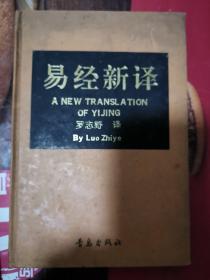 易经新译
A NEW TRANSLATION
OF YIJING
罗志野 译
By Luo Zhiye
青岛出版社